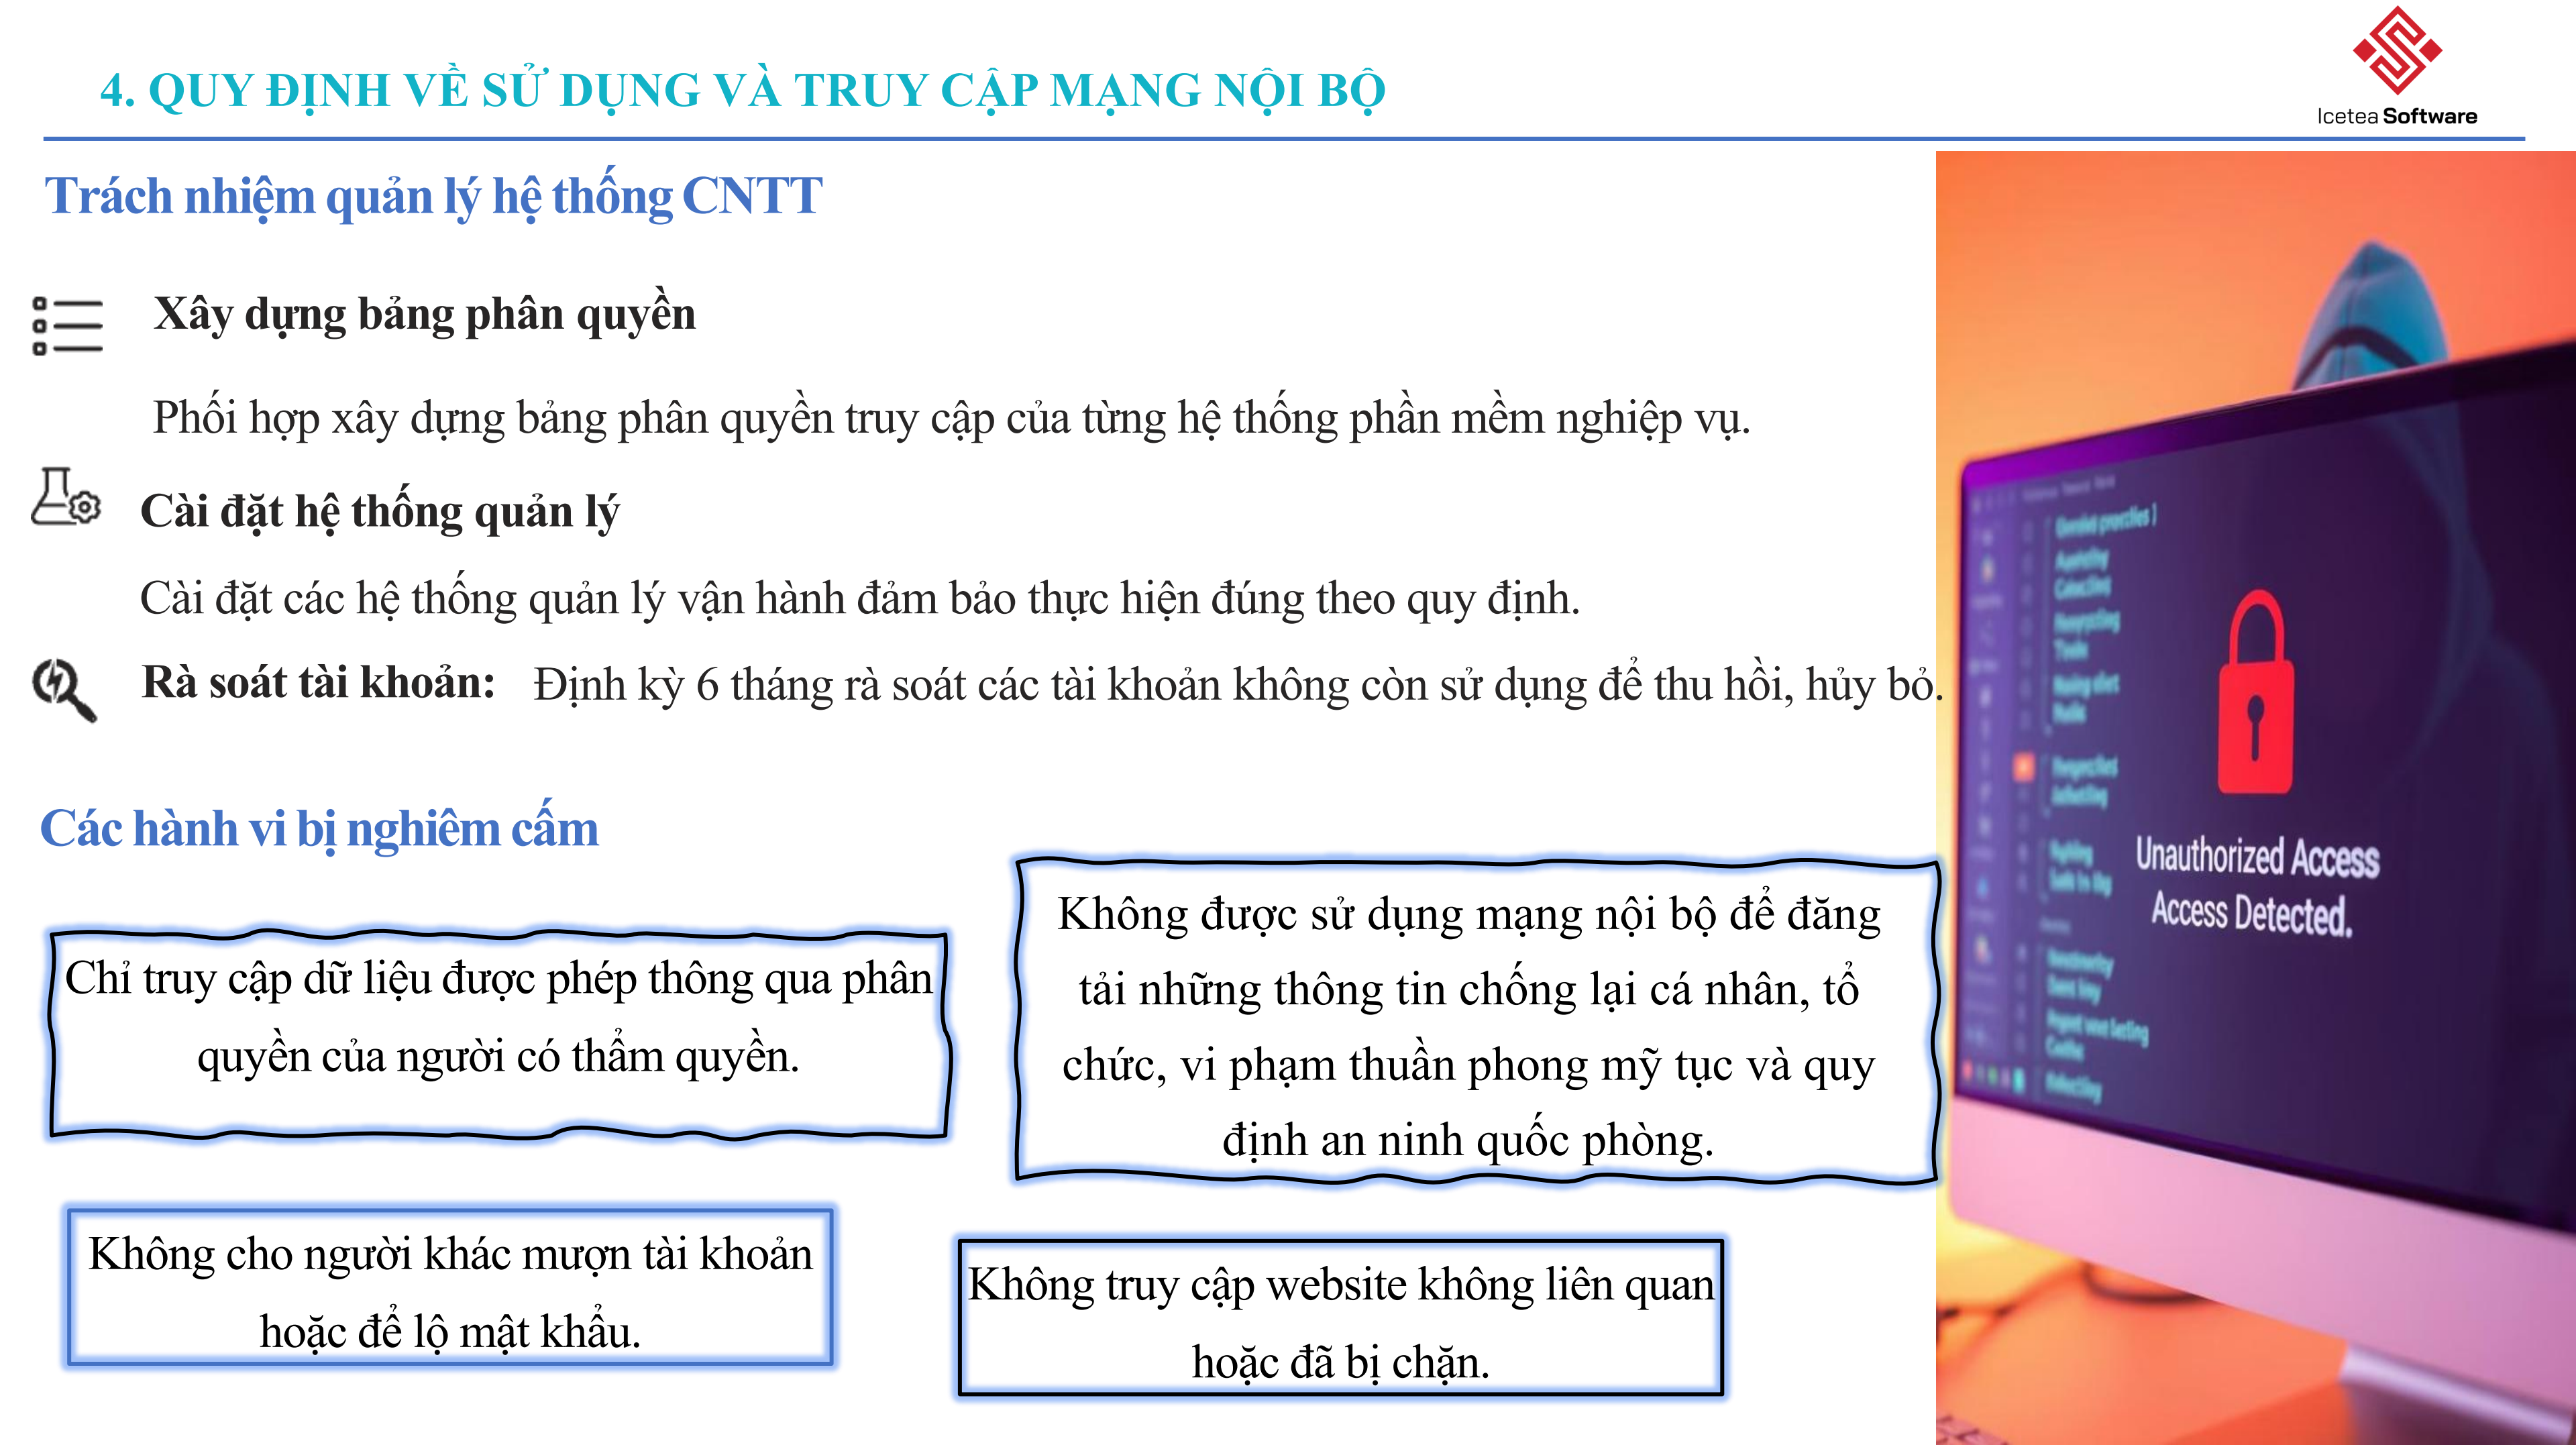 4. QUY ĐỊNH VỀ SỬ DỤNG VÀ TRUY CẬP MẠNG NỘI BỘ
Icetea Software
Trách nhiệm quản lý hệ thống CNTT
Xây dựng bảng phân quyền
Phối hợp xây dựng bảng phân quyền truy cập của từng hệ thống phần mềm nghiệp vụ.
Cài đặt hệ thống quản lý
Cài đặt các hệ thống quản lý vận hành đảm bảo thực hiện đúng theo quy định.
Rà soát tài khoản: Định kỳ 6 tháng rà soát các tài khoản không còn sử dụng để thu hồi, hủy bỏ.
Các hành vi bị nghiêm cấm
Chỉ truy cập dữ liệu được phép thông qua phân
quyền của người có thẩm quyền.
Không được sử dụng mạng nội bộ để đăng
tải những thông tin chống lại cá nhân, tổ
chức, vi phạm thuần phong mỹ tục và quy
định an ninh quốc phòng.
Không cho người khác mượn tài khoản
hoặc để lộ mật khẩu.
Không truy cập website không liên quan
hoặc đã bị chặn.
Unauthorized Access
Access Detected.